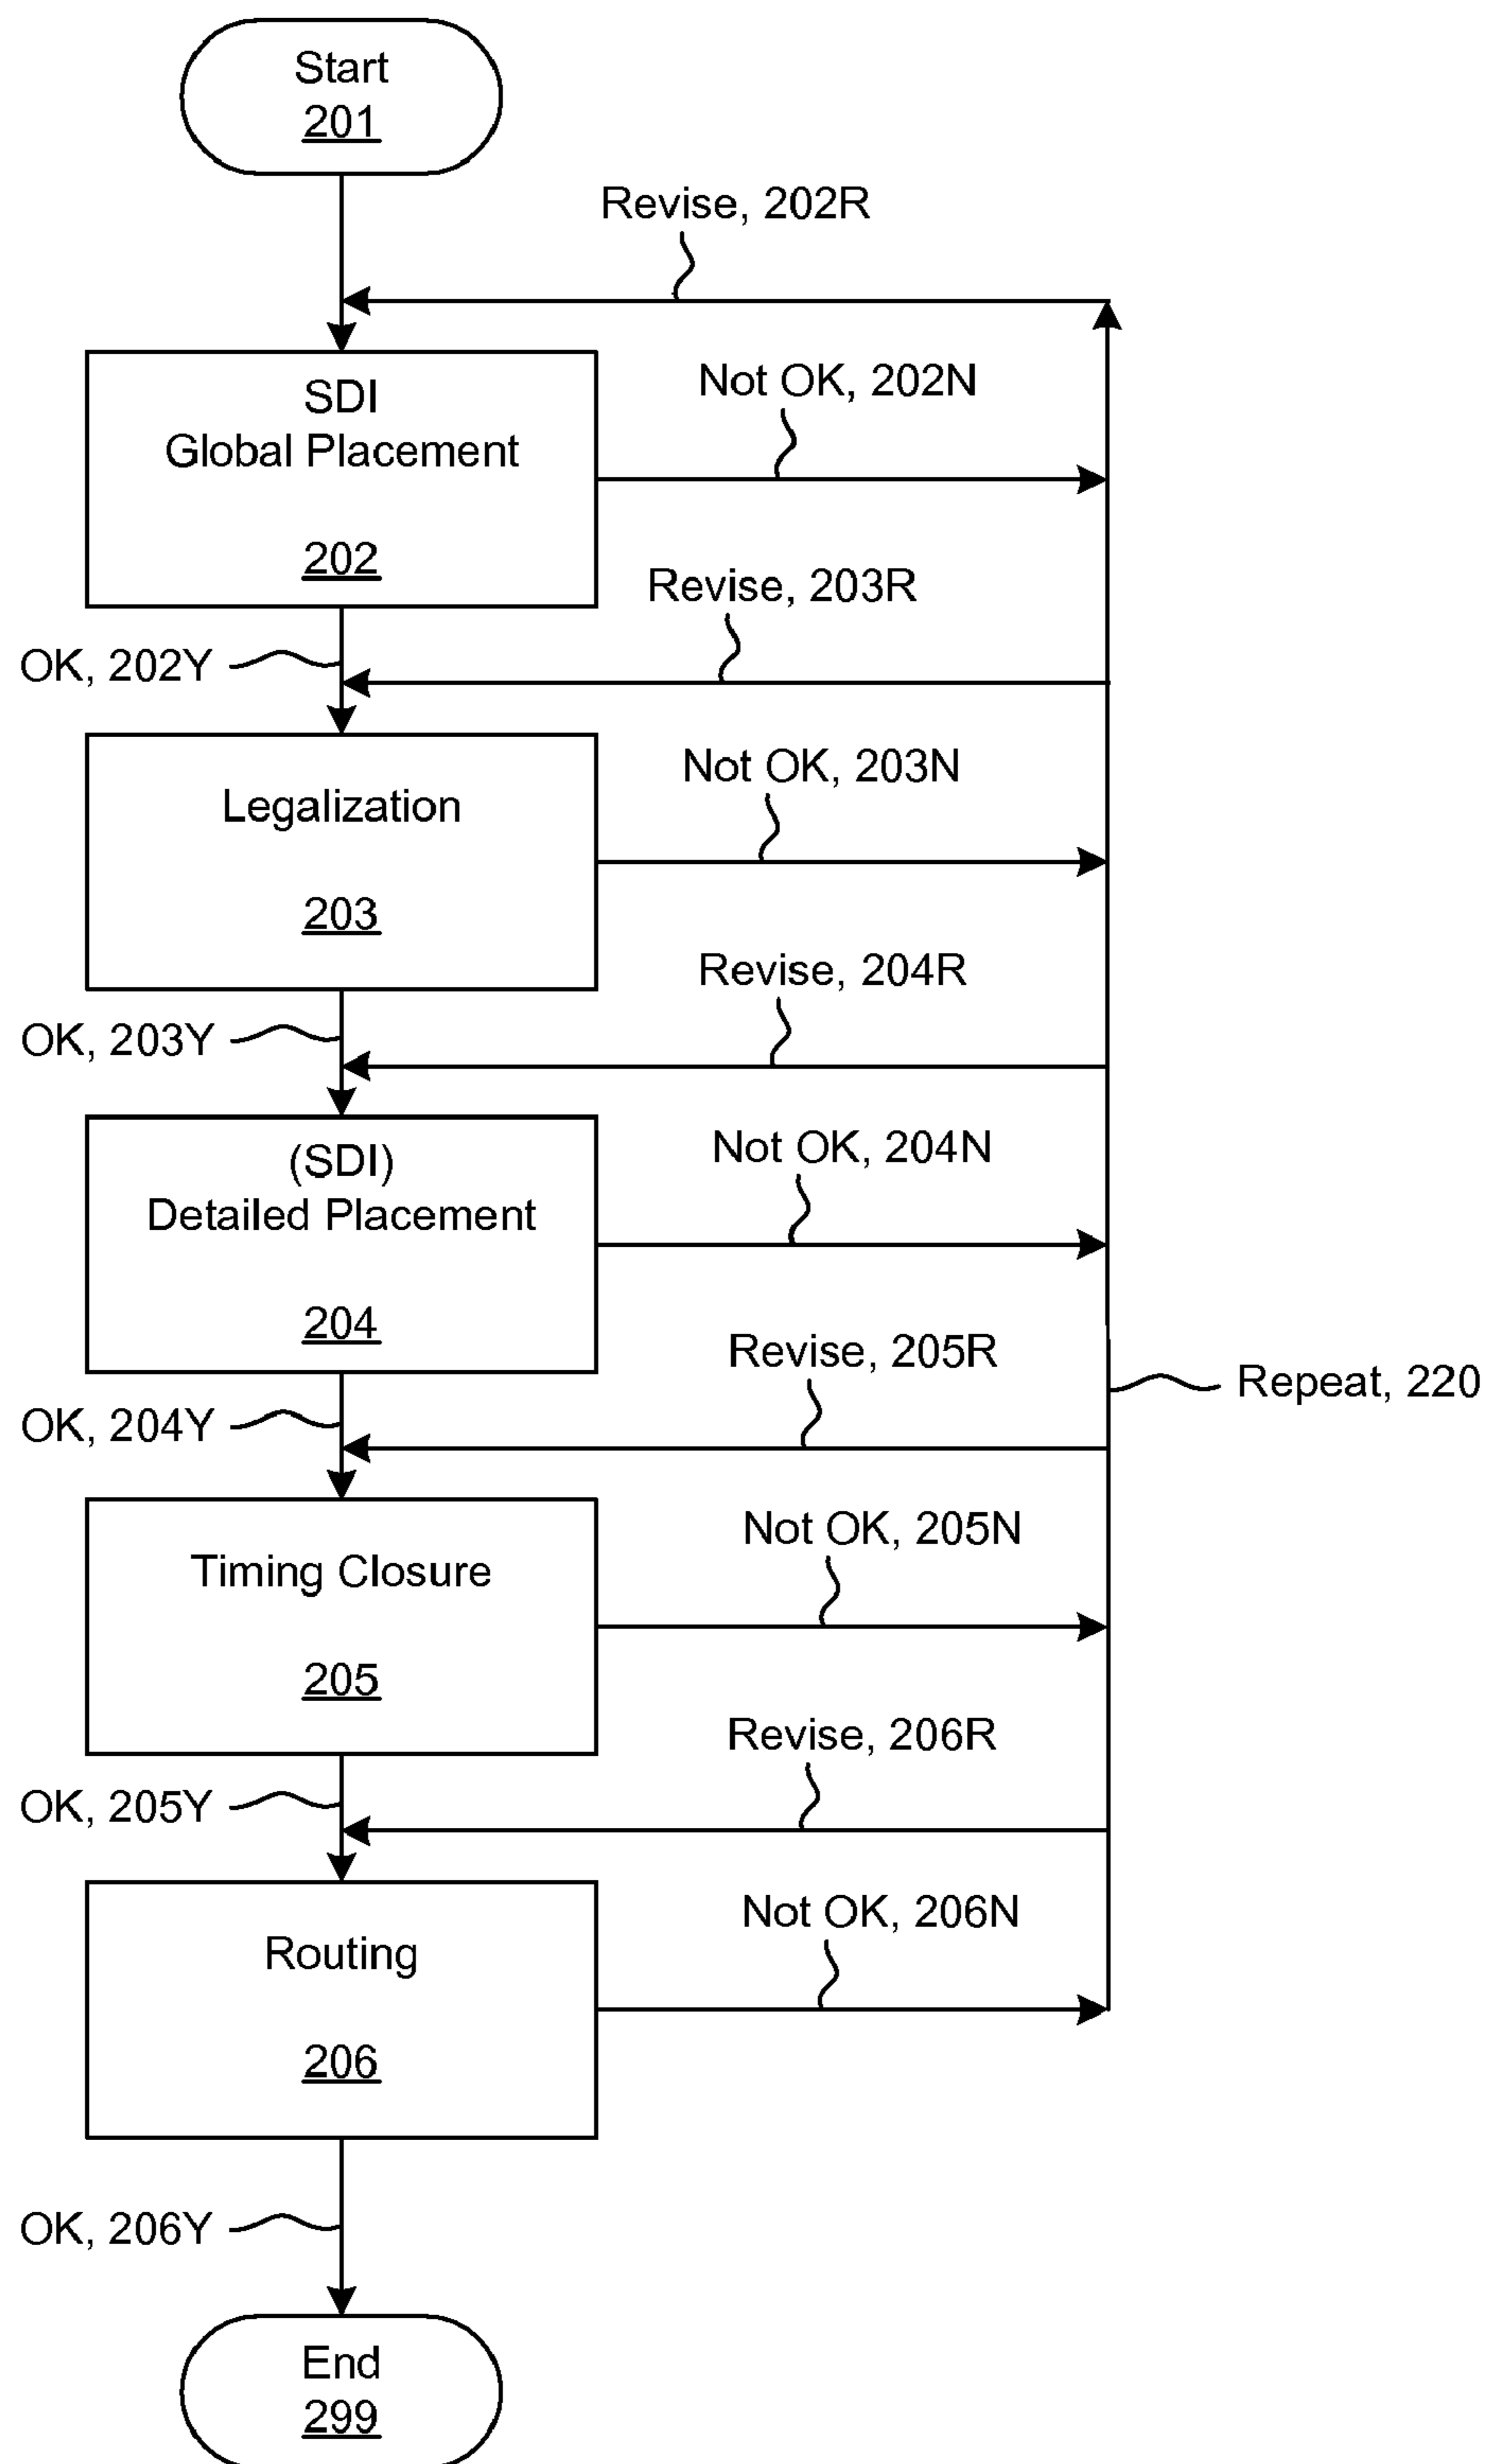 Start
201
Revise, 202R
SDI
Global Placement
202
Not OK, 202N
OK, 202Y
Revise, 203R
Legalization
203
Not OK, 203N
OK, 203Y
Revise, 204R
(SDI)
Detailed Placement
204
Not OK, 204N
Repeat, 220
OK, 204Y
Revise, 205R
Timing Closure
205
Not OK, 205N
OK, 205Y
Revise, 206R
Routing
206
Not OK, 206N
OK, 206Y
End
299